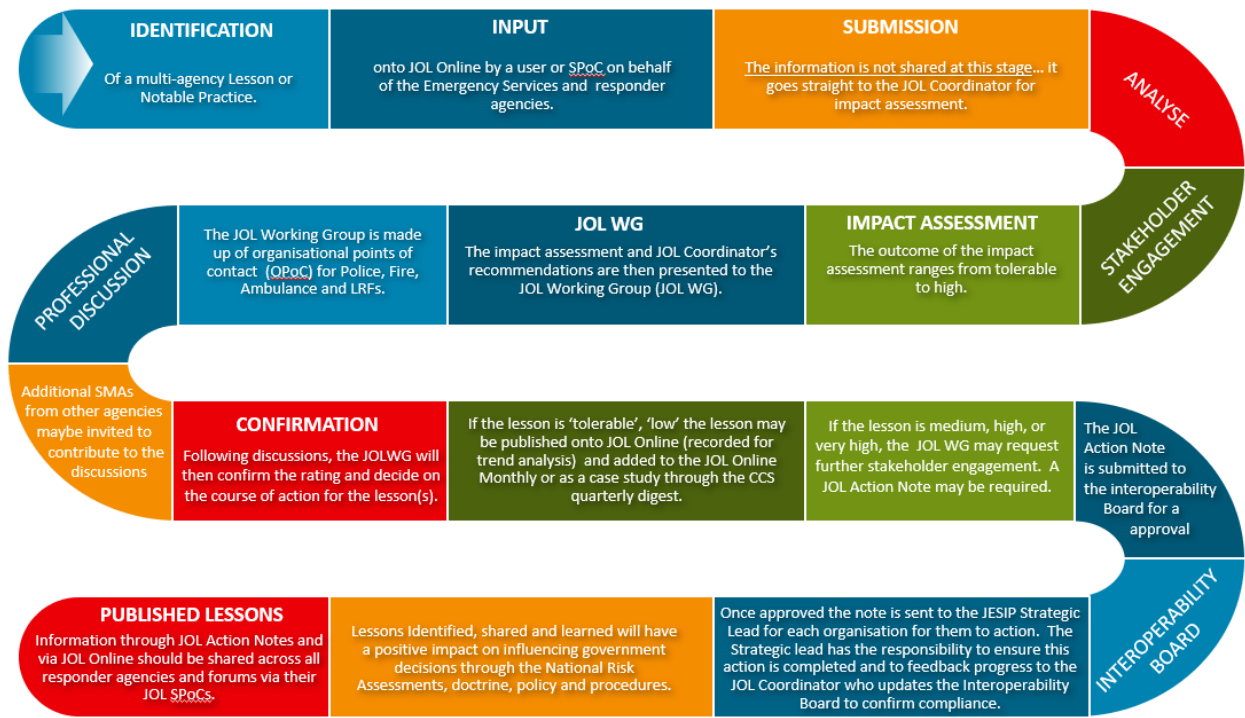 IDENTIFICATION
Of a multi-agency Lesson or
Notable Practice.
INPUT
onto JOL Online by a user or SPoC on behalf
of the Emergency Services and responder
agencies.
SUBMISSION
The information is not shared at this stage... it
goes straight to the JOL Coordinator for
impact assessment.
ANALYSE
STAKEHOLDER
ENGAGEMENT
IMPACT ASSESSMENT
The outcome of the impact
assessment ranges from tolerable
to high.
JOL WG
The impact assessment and JOL Coordinator's
recommendations are then presented to the
JOL Working Group (JOL WG).
The JOL Working Group is made
up of organisational points of
contact (OPoC) for Police, Fire,
Ambulance and LRFs.
PROFESSIONAL
DISCUSSION
Additional SMAs
from other agencies
maybe invited to
contribute to the
discussions
CONFIRMATION
Following discussions, the JOLWG will
then confirm the rating and decide on
the course of action for the lesson(s).
If the lesson is 'tolerable', 'low' the lesson may
be published onto JOL Online (recorded for
trend analysis) and added to the JOL Online
Monthly or as a case study through the CCS
quarterly digest.
If the lesson is medium, high, or
very high, the JOL WG may request
further stakeholder engagement. A
JOL Action Note may be required.
The JOL
Action Note
is submitted to
the interoperability
Board for a
approval
INTEROPERABILITY
BOARD
Once approved the note is sent to the JESIP Strategic
Lead for each organisation for them to action. The
Strategic lead has the responsibility to ensure this
action is completed and to feedback progress to the
JOL Coordinator who updates the Interoperability
Board to confirm compliance.
Lessons Identified, shared and learned will have
a positive impact on influencing government
decisions through the National Risk
Assessments, doctrine, policy and procedures.
PUBLISHED LESSONS
Information through JOL Action Notes and
via JOL Online should be shared across all
responder agencies and forums via their
JOL SPoCs.